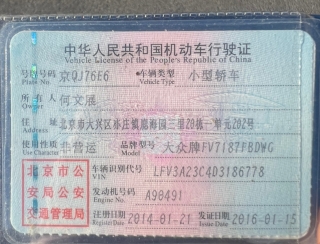 中华人民共和国机动车行驶证
Vehicle License of the People's Republic of China
号牌号码 京QJ76E6 车辆类型 小型轿车
Plate No. Vehicle Type
所有人 何文展
Owner
住址 北京市大兴区亦庄镇鹿海园三里20栋一单元202号
Address
使用性质 非营运 品牌型号 大众牌FV7187FBDWG
Use Character Model
北京市公 车辆识别代号 LFV3A23C4D3186778
VIN
安局公安 发动机号码 A98491
Engine No.
交通管理局 注册日期 2014-01-21 发证日期 2016-01-15
Register Date Issue Date